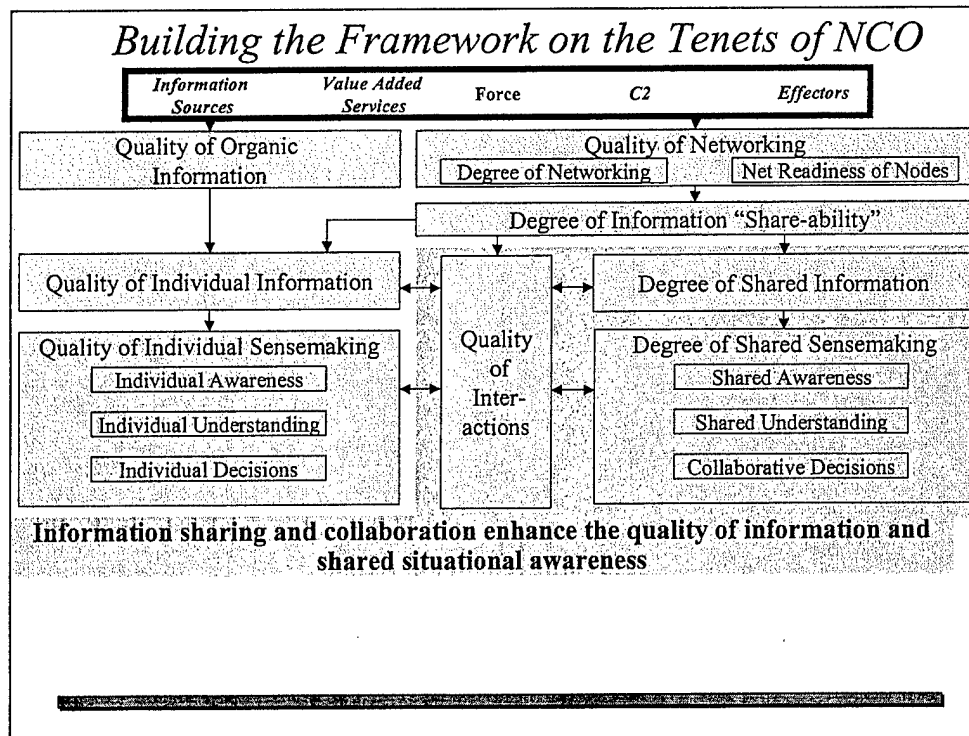 Building the Framework on the Tenets of NCO
Information
Sources
Value Added
Services
Force
C2
Effectors
Quality of Organic
Information
Quality of Networking
Degree of Networking
Net Readiness of Nodes
Degree of Information “Share-ability”
Quality of Individual Information
Degree of Shared Information
Quality of Individual Sensemaking
Individual Awareness
Individual Understanding
Individual Decisions
Quality
of
Inter-
actions
Degree of Shared Sensemaking
Shared Awareness
Shared Understanding
Collaborative Decisions
Information sharing and collaboration enhance the quality of information and
shared situational awareness